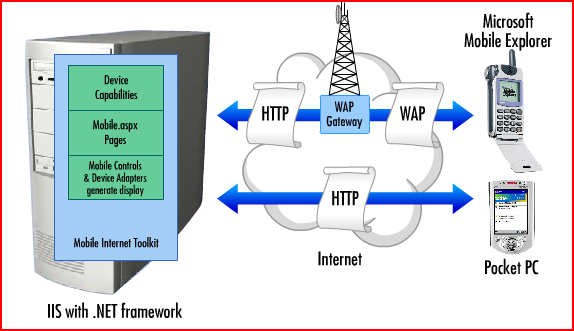 Microsoft
Mobile Explorer
Device
Capabilities
Mobile.aspx
Pages
Mobile Controls
& Device Adapters
generate display
Mobile Internet Toolkit
IIS with .NET framework
HTTP
WAP
Gateway
WAP
HTTP
Internet
Pocket PC